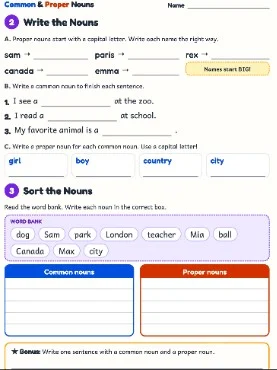 Common & Proper Nouns Name
2 Write the Nouns
A. Proper nouns start with a capital letter. Write each name the right way.
sam → paris → rex →
canada → emma → Names start BIG!
B. Write a common noun to finish each sentence.
1. I see a at the zoo.
2. I read a at school.
3. My favorite animal is a .
C. Write a proper noun for each common noun. Use a capital letter!
girl boy country city
3 Sort the Nouns
Read the word bank. Write each noun in the correct box.
WORD BANK
dog Sam park London teacher Mia ball
Canada Max city
Common nouns Proper nouns
★ Bonus: Write one sentence with a common noun and a proper noun.